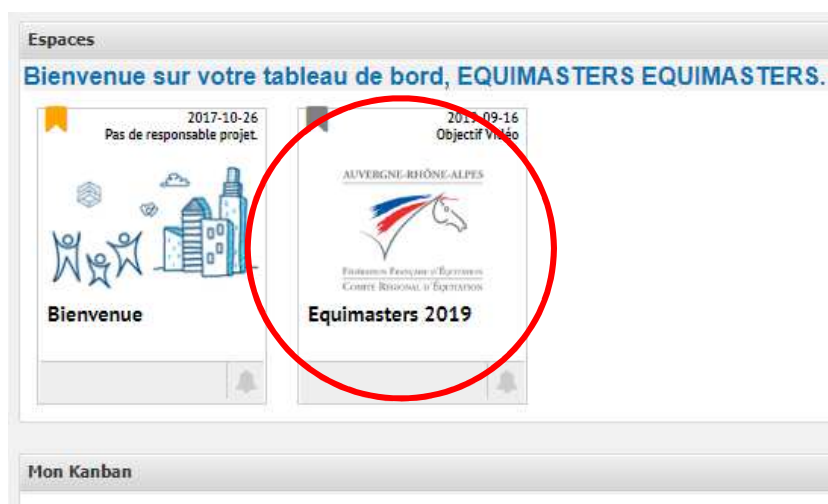 Espaces
Bienvenue sur votre tableau de bord, EQUIMASTERS EQUIMASTERS.
2017-10-26
Pas de responsable projet.
Bienvenue
2019-09-16
Objectif Vidéo
AUVERGNE-RHÔNE-ALPES
Fédération Française d'Équitation
Comité Régional d'Équitation
Equimasters 2019
Mon Kanban